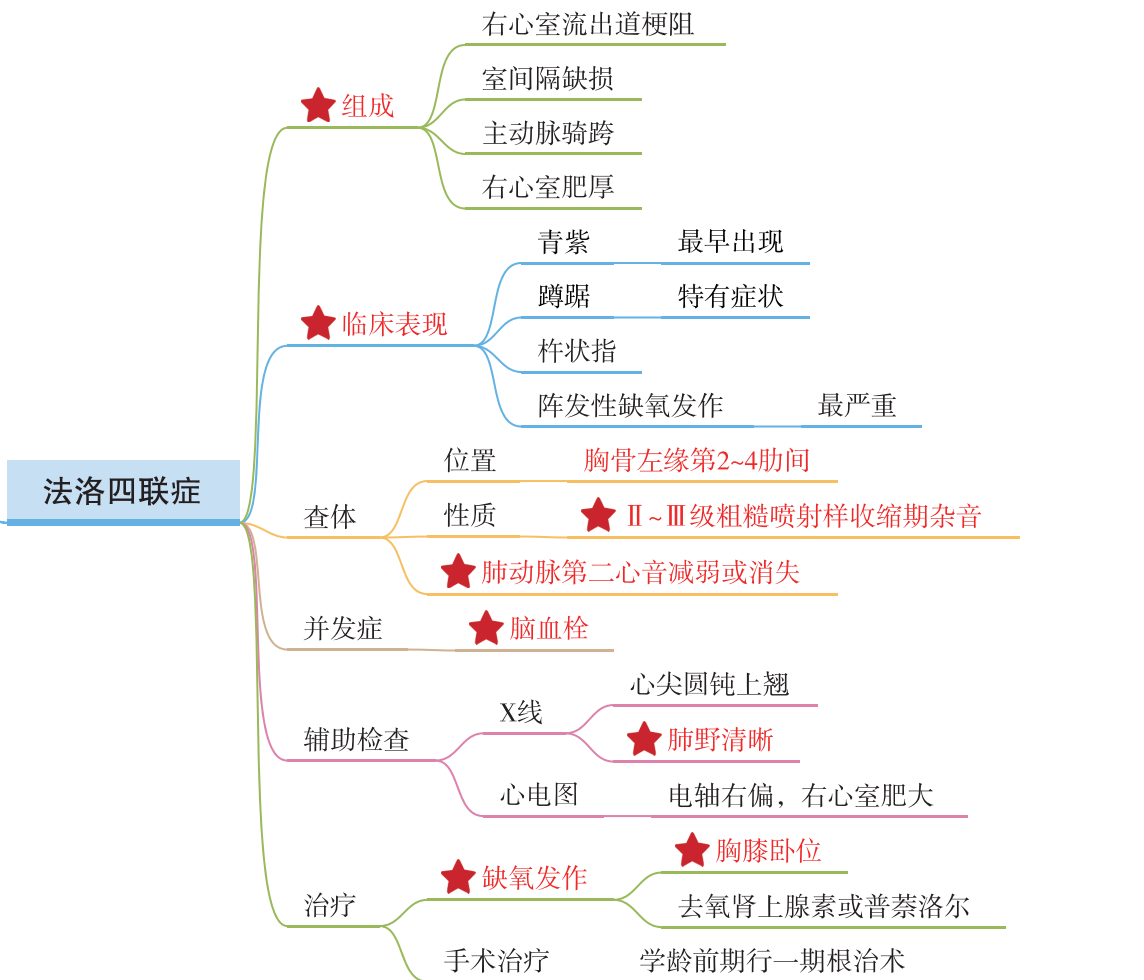 右心室流出道梗阻
室间隔缺损
组成
主动脉骑跨
右心室肥厚
青紫 最早出现
蹲踞 特有症状
临床表现
杵状指
阵发性缺氧发作 最严重
法洛四联症
位置 胸骨左缘第2~4肋间
查体
性质 Ⅱ~Ⅲ级粗糙喷射样收缩期杂音
肺动脉第二心音减弱或消失
并发症 脑血栓
心尖圆钝上翘
X线
肺野清晰
辅助检查
心电图 电轴右偏，右心室肥大
胸膝卧位
缺氧发作
去氧肾上腺素或普萘洛尔
治疗
手术治疗 学龄前期行一期根治术